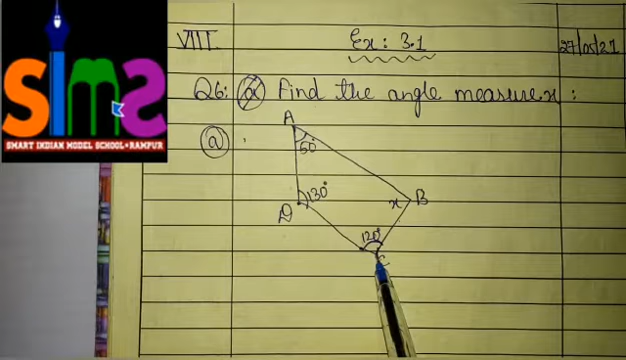 SIMS
SMART INDIAN MODEL SCHOOL-RAMPUR
VIII
Ex: 3.1
27/05/21
Q6: Find the angle measure x :
(a)
A
50°
130°
D
x
B
120°
C